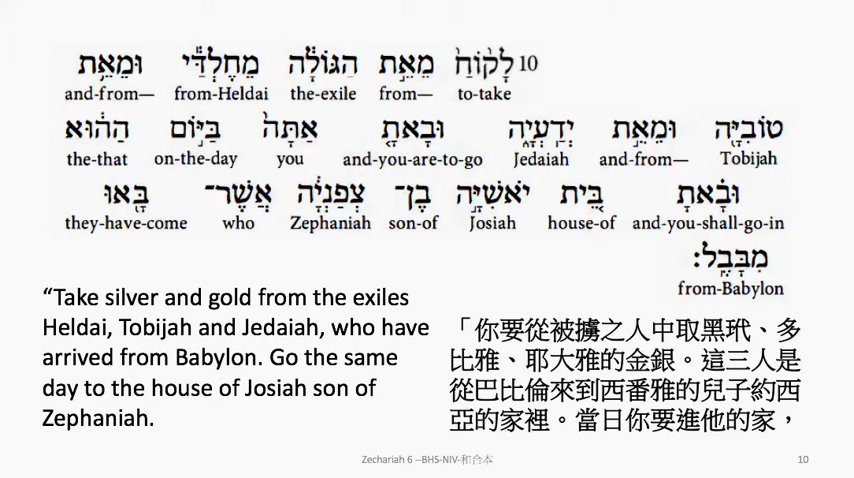 10 לָק֙וֹחַ֙ מֵאֵ֣ת הַגּוֹלָ֔ה מֵחֶלְדַּ֕י וּמֵאֵ֥ת
to-take from— the-exile from-Heldai and-from—
טוֹבִיָּ֖ה וּמֵאֵ֣ת יְדַֽעְיָ֑ה וּבָאתָ֤ אַתָּה֙ בַּיּ֣וֹם הַה֔וּא
Tobijah and-from— Jedaiah and-you-are-to-go you on-the-day the-that
וּבָ֗אתָ בֵּ֚ית יֹאשִׁיָּ֣ה בֶן־ צְפַנְיָ֔ה אֲשֶׁר־ בָּ֖אוּ
and-you-shall-go-in house-of Josiah son-of Zephaniah who they-have-come
מִבָּבֶֽל׃
from-Babylon
“Take silver and gold from the exiles
Heldai, Tobijah and Jedaiah, who have
arrived from Babylon. Go the same
day to the house of Josiah son of
Zephaniah.
「你要從被擄之人中取黑玳、多
比雅、耶大雅的金銀。這三人是
從巴比倫來到西番雅的兒子約西
亞的家裡。當日你要進他的家，
Zechariah 6 --BHS-NIV-和合本
10